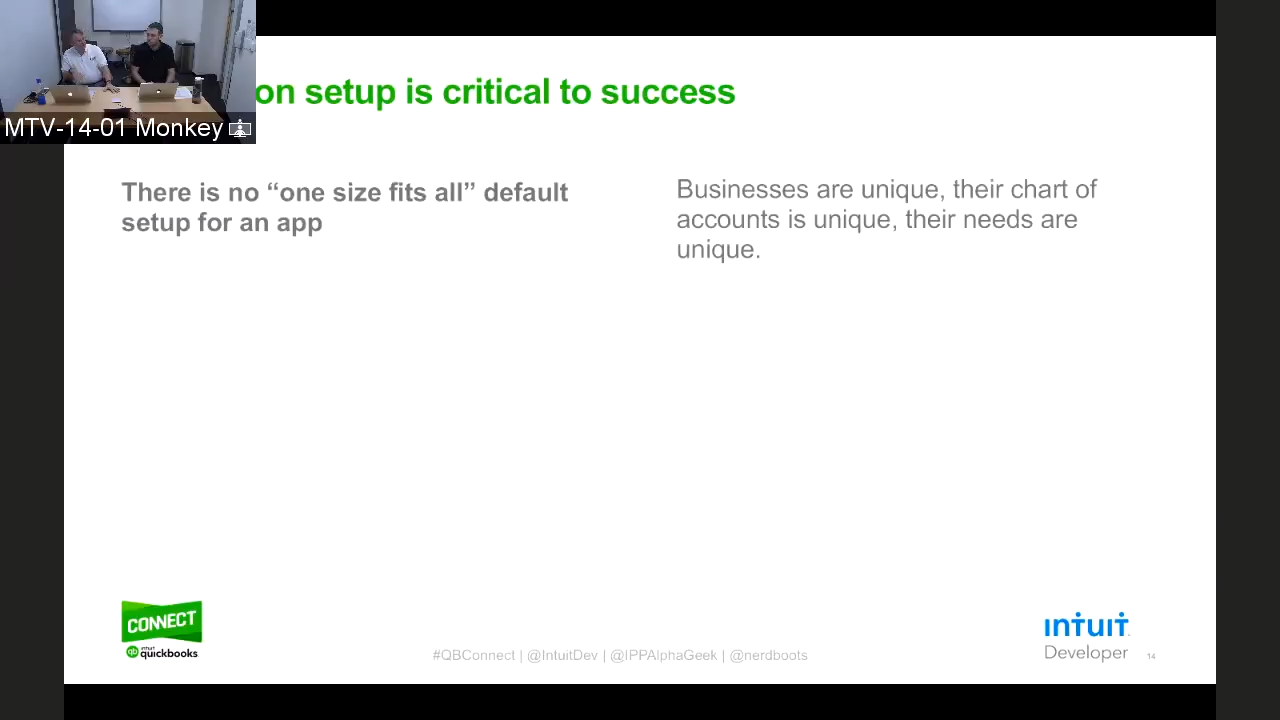 on setup is critical to success
MTV-14-01 Monkey
There is no “one size fits all” default
setup for an app
Businesses are unique, their chart of
accounts is unique, their needs are
unique.
CONNECT
qb intuit
quickbooks
#QBConnect | @IntuitDev | @IPPAlphaGeek | @nerdboots
intuit
Developer
14